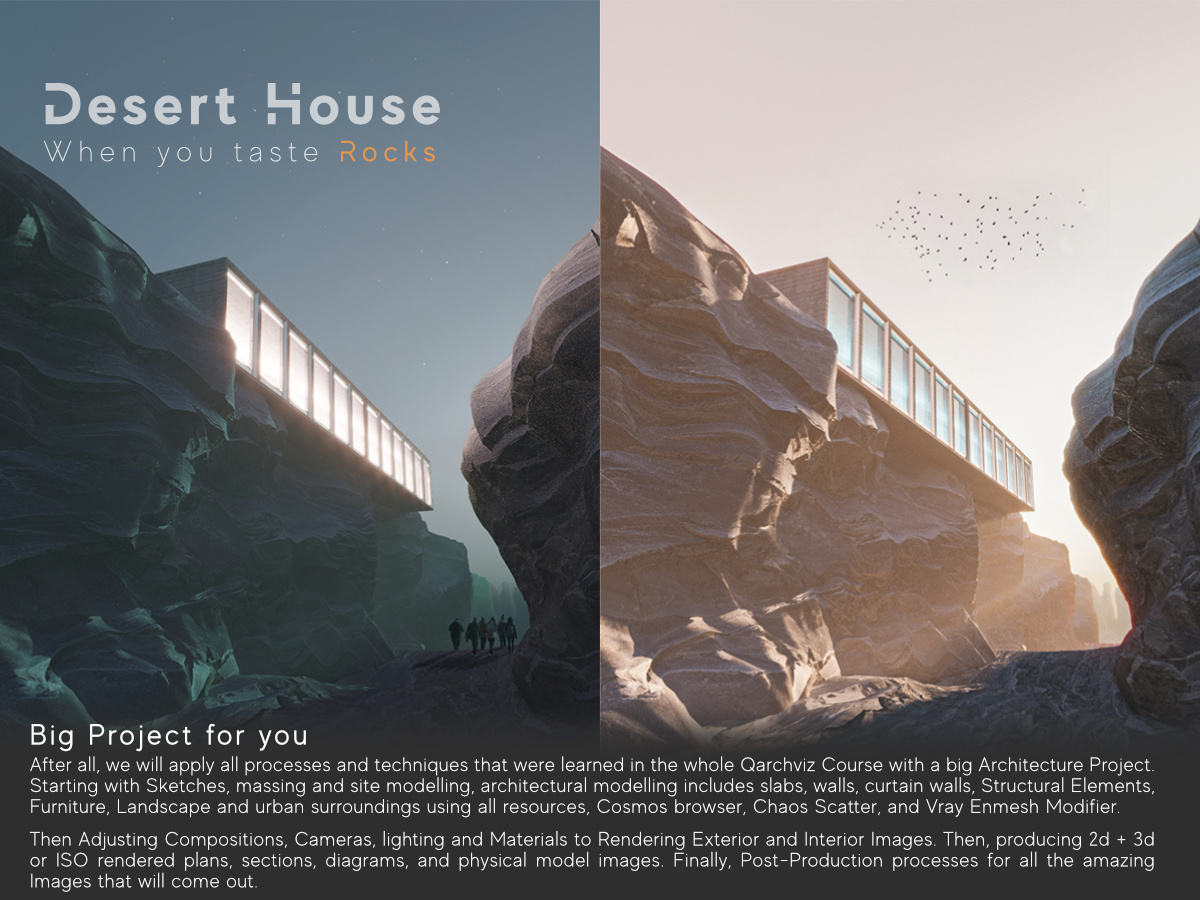 Desert House
When you taste Rocks
Big Project for you
After all, we will apply all processes and techniques that were learned in the whole Qarchviz Course with a big Architecture Project.
Starting with Sketches, massing and site modelling, architectural modelling includes slabs, walls, curtain walls, Structural Elements,
Furniture, Landscape and urban surroundings using all resources, Cosmos browser, Chaos Scatter, and Vray Enmesh Modifier.
Then Adjusting Compositions, Cameras, lighting and Materials to Rendering Exterior and Interior Images. Then, producing 2d + 3d
or ISO rendered plans, sections, diagrams, and physical model images. Finally, Post-Production processes for all the amazing
Images that will come out.